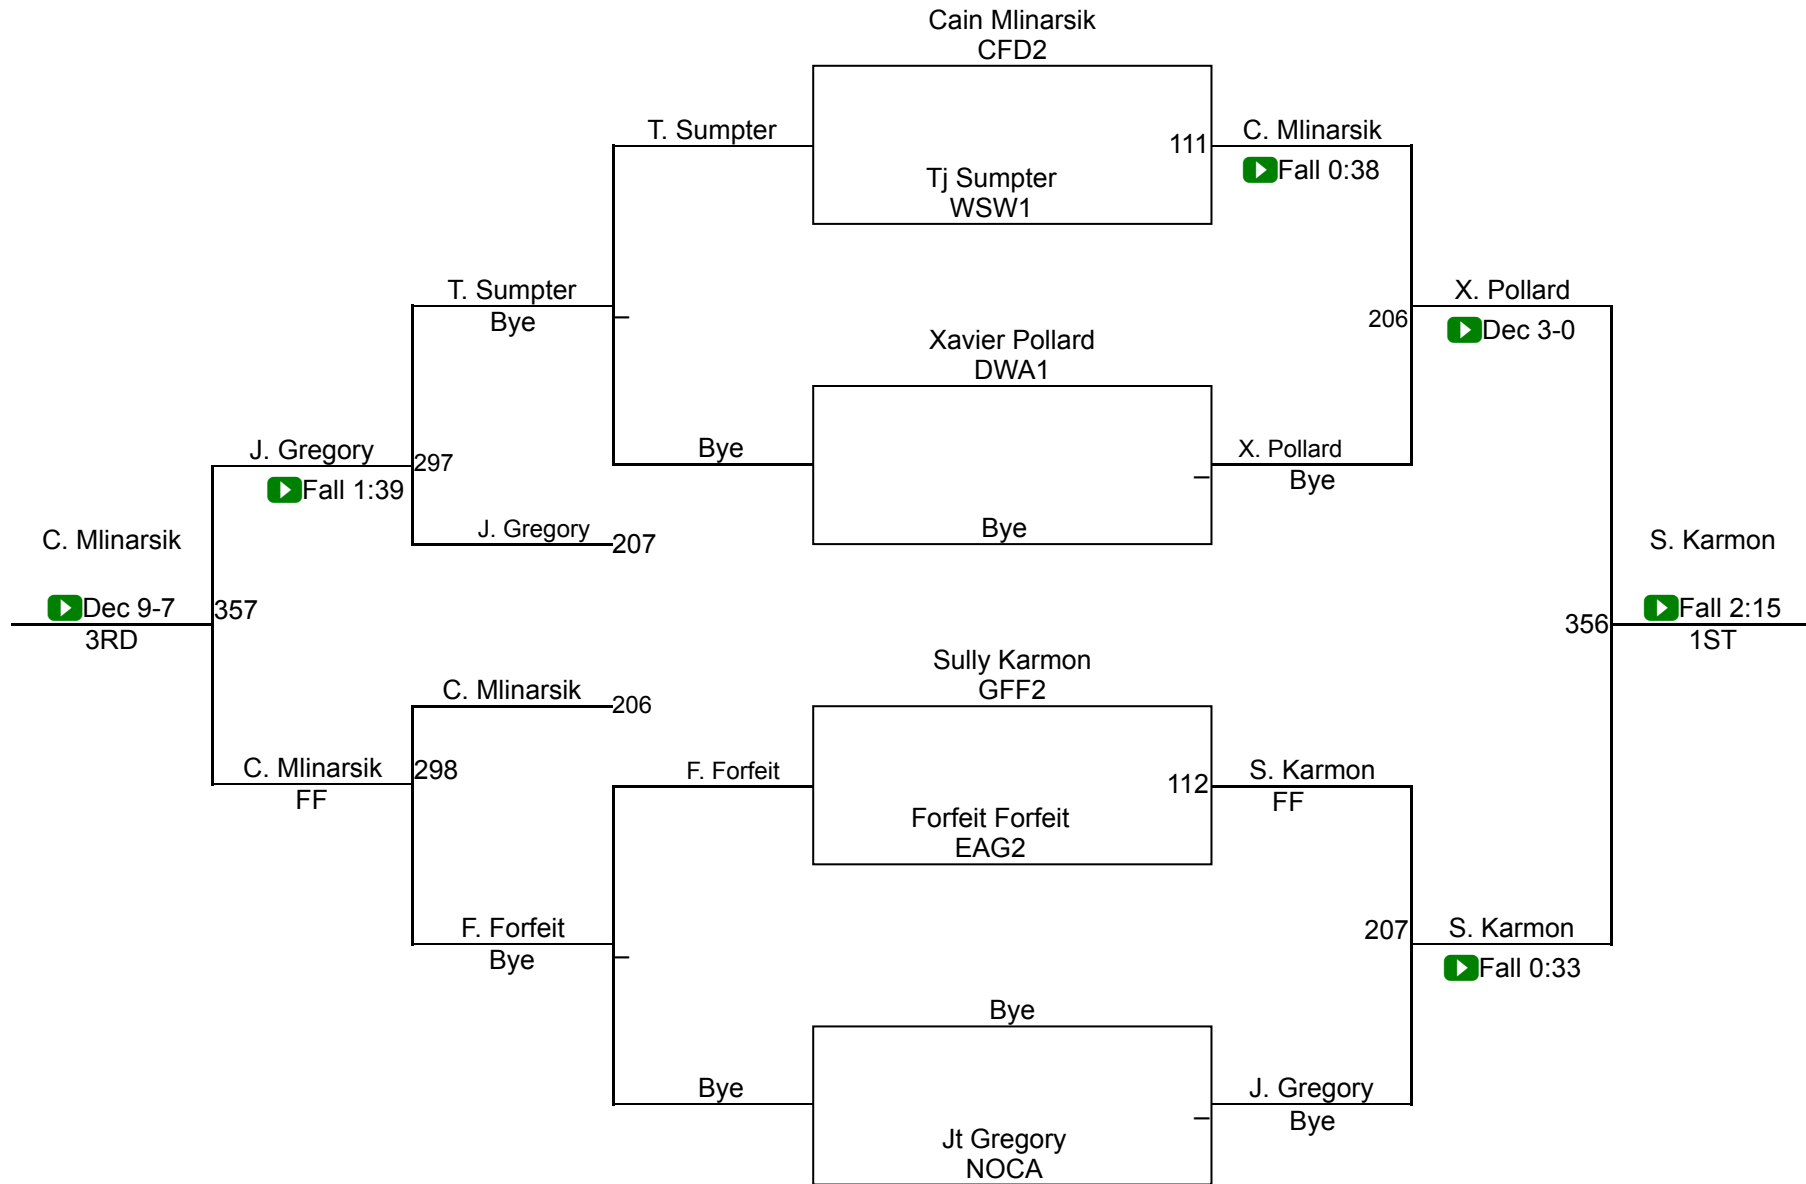 Cain Mlinarsik
CFD2
T. Sumpter
111
C. Mlinarsik
Fall 0:38
Tj Sumpter
WSW1
T. Sumpter
Bye
X. Pollard
206
Dec 3-0
Xavier Pollard
DWA1
J. Gregory
297
Fall 1:39
Bye
X. Pollard
Bye
J. Gregory
207
Bye
C. Mlinarsik
S. Karmon
Dec 9-7
357
3RD
356
Fall 2:15
1ST
Sully Karmon
GFF2
C. Mlinarsik
206
C. Mlinarsik
298
FF
F. Forfeit
112
S. Karmon
FF
Forfeit Forfeit
EAG2
F. Forfeit
Bye
207
S. Karmon
Fall 0:33
Bye
Bye
J. Gregory
Bye
Jt Gregory
NOCA